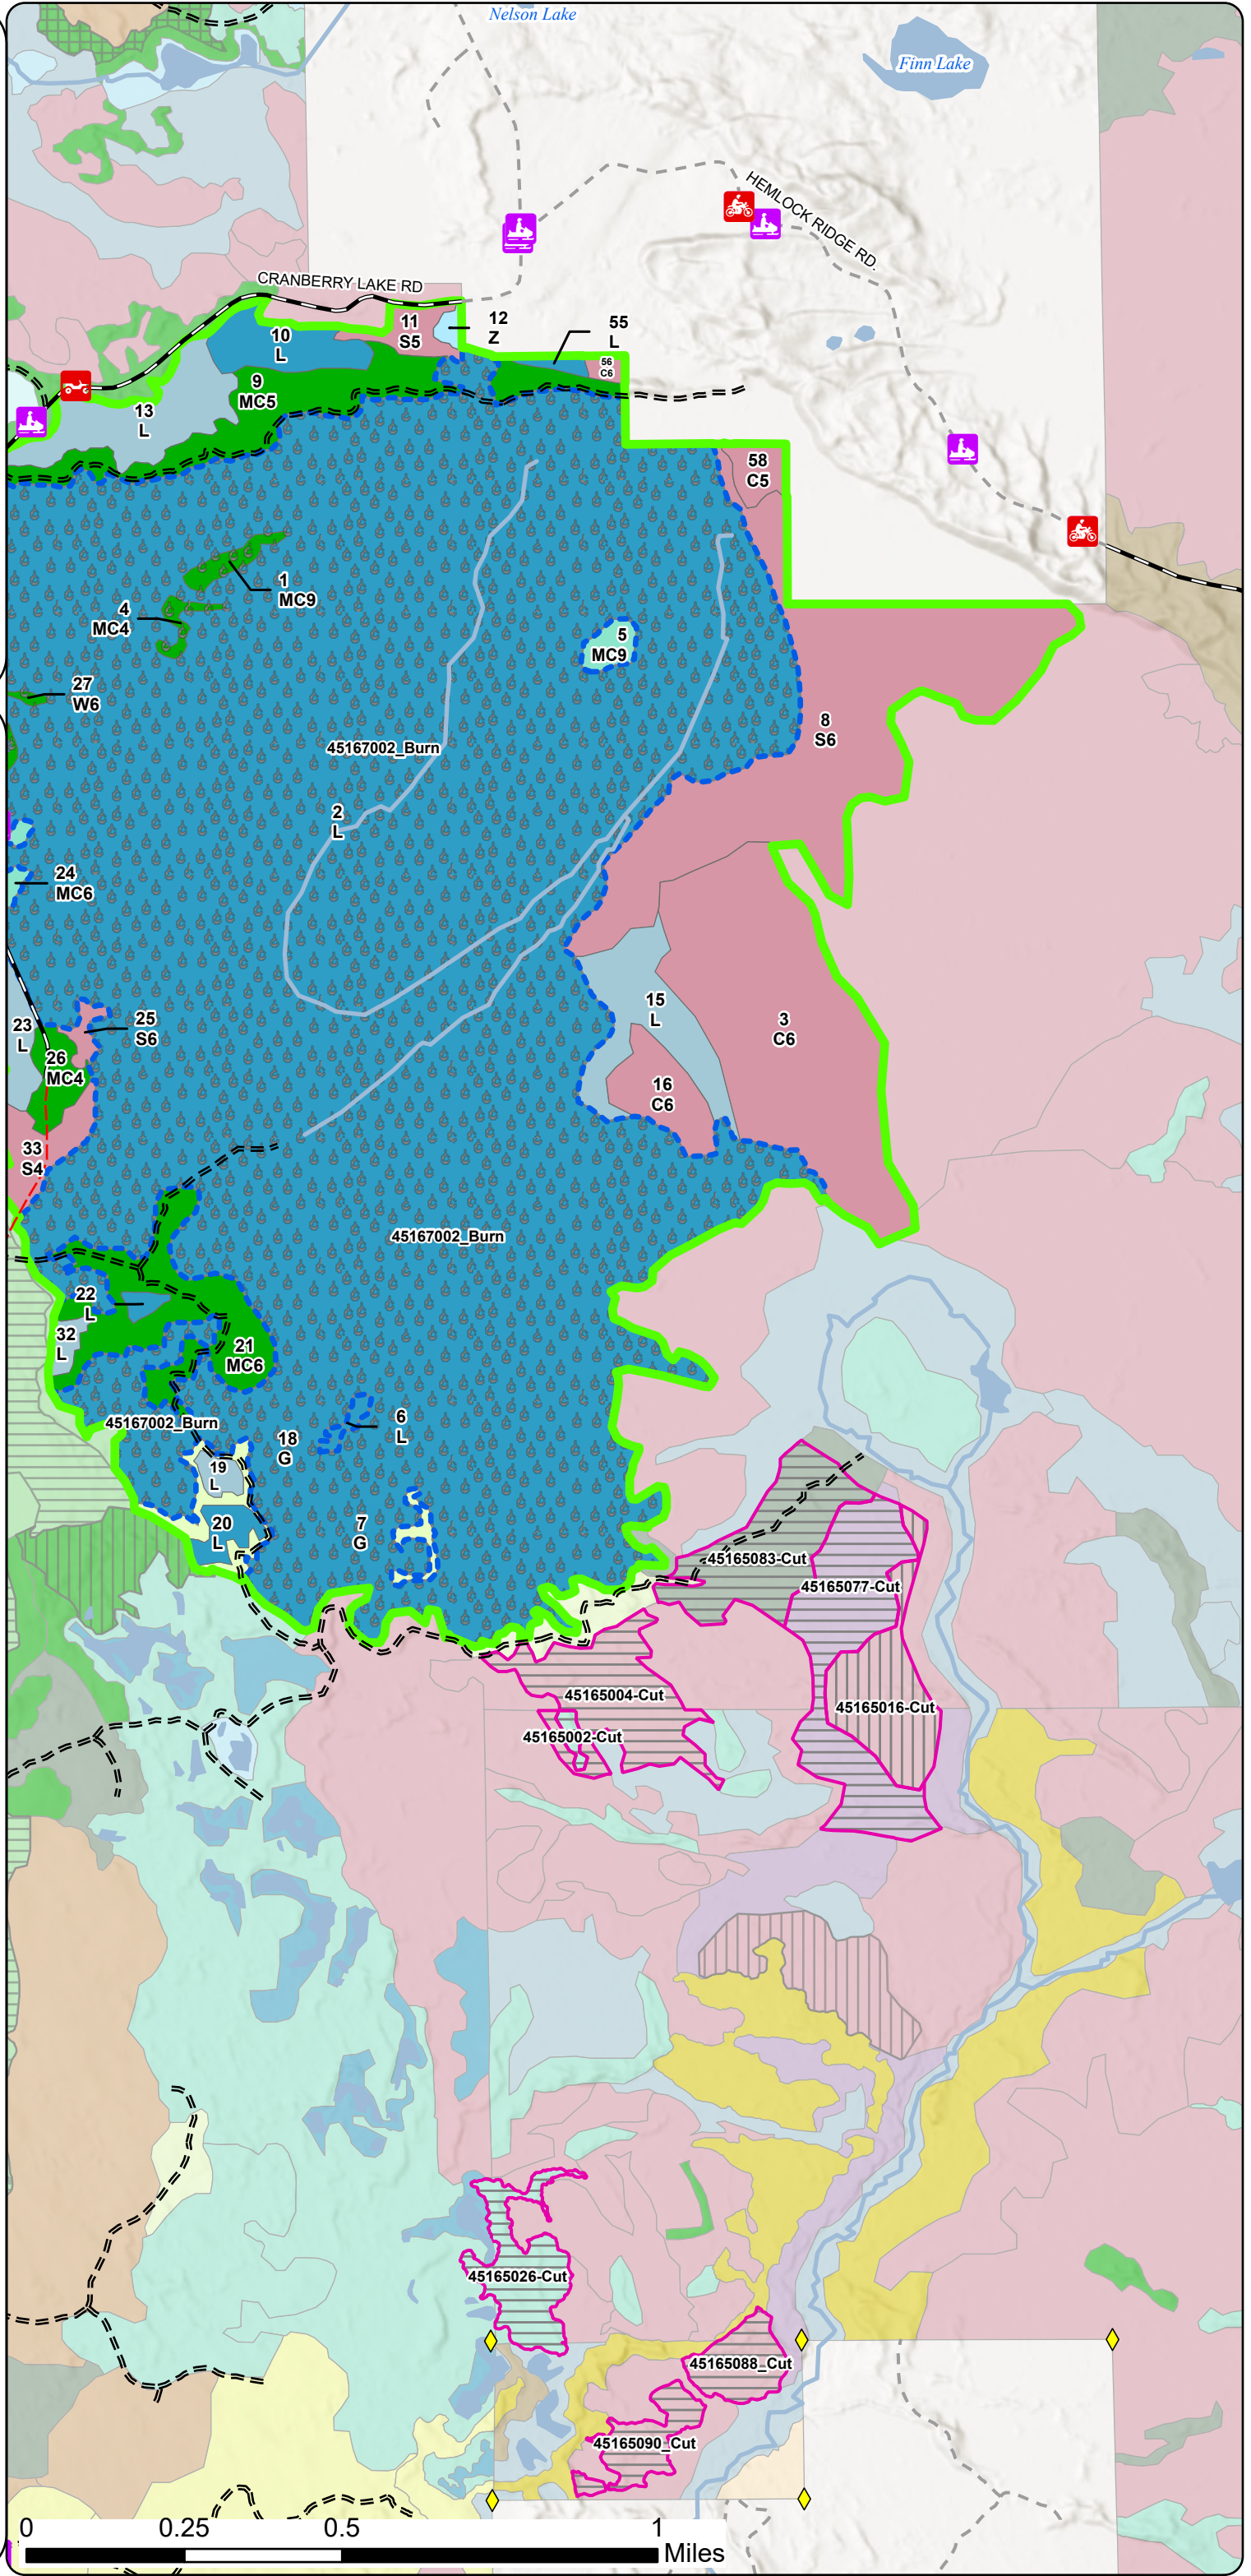 Nelson Lake
Finn Lake
HEMLOCK RIDGE RD.
CRANBERRY LAKE RD
12
Z
55
L
11
S5
10
L
56
C6
9
MC5
13
L
58
C5
1
MC9
4
MC4
5
MC9
27
W6
8
S6
45167002_Burn
2
L
24
MC6
15
L
3
C6
23
L
25
S6
26
MC4
16
C6
33
S4
45167002_Burn
22
L
32
L
21
MC6
45167002_Burn
6
L
18
G
19
L
20
L
7
G
45165083-Cut
45165077-Cut
45165004-Cut
45165016-Cut
45165002-Cut
45165026-Cut
45165088_Cut
45165090_Cut
0 0.25 0.5 1
Miles